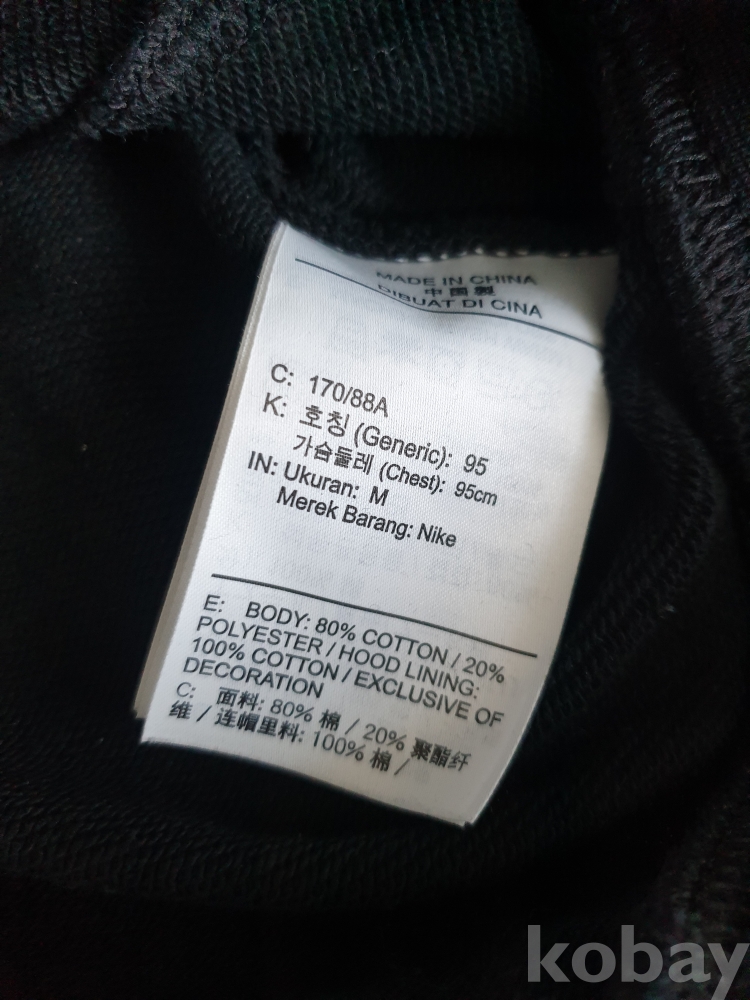 MADE IN CHINA
中国製
DIBUAT DI CINA
C: 170/88A
K: 호칭 (Generic): 95
가슴둘레 (Chest): 95cm
IN: Ukuran: M
Merek Barang: Nike
E: BODY: 80% COTTON / 20%
POLYESTER / HOOD LINING:
100% COTTON / EXCLUSIVE OF
DECORATION
C: 面料: 80% 棉 / 20% 聚酯纤
维 / 连帽里料: 100% 棉 /
kobay